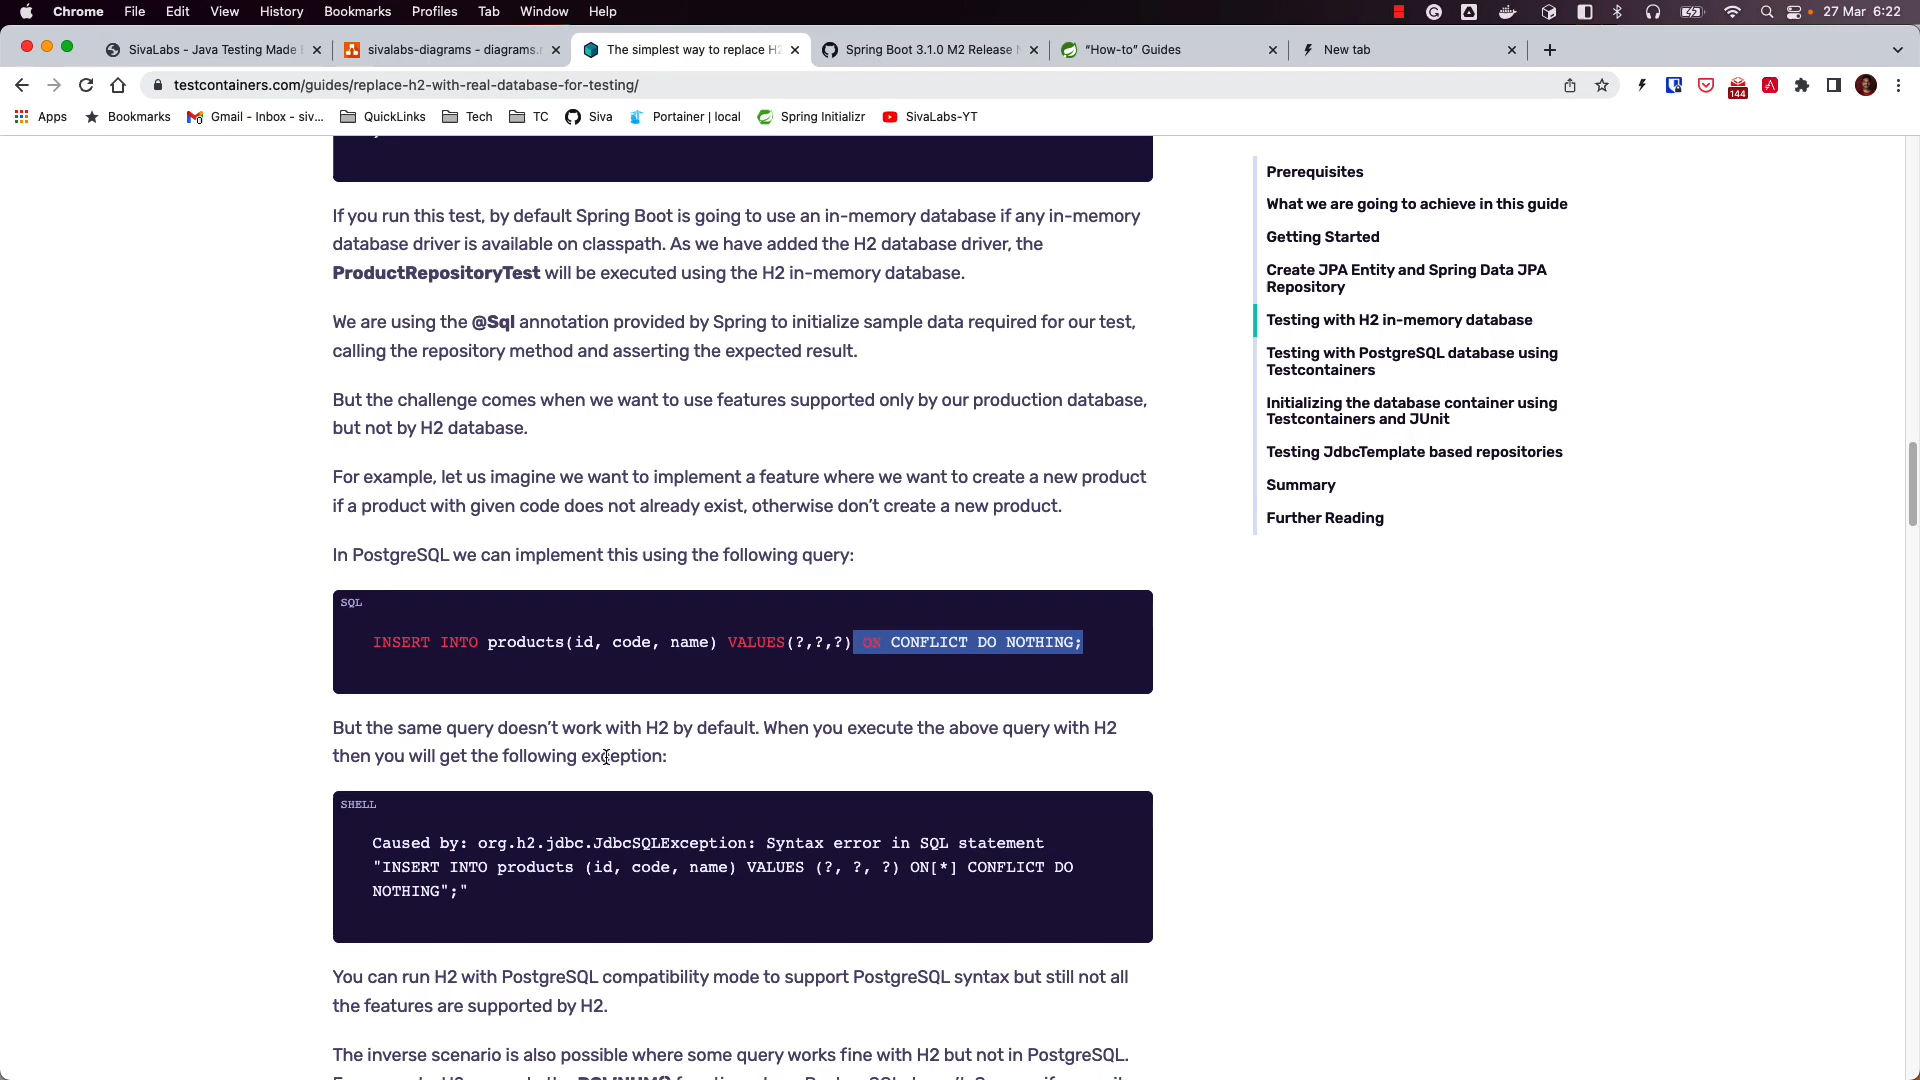 Chrome File Edit View History Bookmarks Profiles Tab Window Help 27 Mar 6:22
SivaLabs - Java Testing Made sivalabs-diagrams - diagrams. The simplest way to replace H2 Spring Boot 3.1.0 M2 Release "How-to" Guides New tab
testcontainers.com/guides/replace-h2-with-real-database-for-testing/ 144
Apps Bookmarks Gmail - Inbox - siv... QuickLinks Tech TC Siva Portainer | local Spring Initializr SivaLabs-YT
If you run this test, by default Spring Boot is going to use an in-memory database if any in-memory
database driver is available on classpath. As we have added the H2 database driver, the
ProductRepositoryTest will be executed using the H2 in-memory database.
We are using the @Sql annotation provided by Spring to initialize sample data required for our test,
calling the repository method and asserting the expected result.
But the challenge comes when we want to use features supported only by our production database,
but not by H2 database.
For example, let us imagine we want to implement a feature where we want to create a new product
if a product with given code does not already exist, otherwise don't create a new product.
In PostgreSQL we can implement this using the following query:
SQL
INSERT INTO products(id, code, name) VALUES(?,?,?) ON CONFLICT DO NOTHING;
But the same query doesn't work with H2 by default. When you execute the above query with H2
then you will get the following exception:
SHELL
Caused by: org.h2.jdbc.JdbcSQLException: Syntax error in SQL statement
"INSERT INTO products (id, code, name) VALUES (?, ?, ?) ON[*] CONFLICT DO
NOTHING";"
You can run H2 with PostgreSQL compatibility mode to support PostgreSQL syntax but still not all
the features are supported by H2.
The inverse scenario is also possible where some query works fine with H2 but not in PostgreSQL.
Prerequisites
What we are going to achieve in this guide
Getting Started
Create JPA Entity and Spring Data JPA
Repository
Testing with H2 in-memory database
Testing with PostgreSQL database using
Testcontainers
Initializing the database container using
Testcontainers and JUnit
Testing JdbcTemplate based repositories
Summary
Further Reading